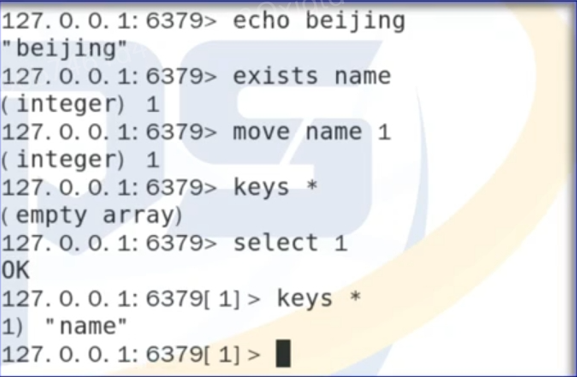 127.0.0.1:6379> echo beijing
"beijing"
127.0.0.1:6379> exists name
(integer) 1
127.0.0.1:6379> move name 1
(integer) 1
127.0.0.1:6379> keys *
(empty array)
127.0.0.1:6379> select 1
OK
127.0.0.1:6379[1]> keys *
1) "name"
127.0.0.1:6379[1]>